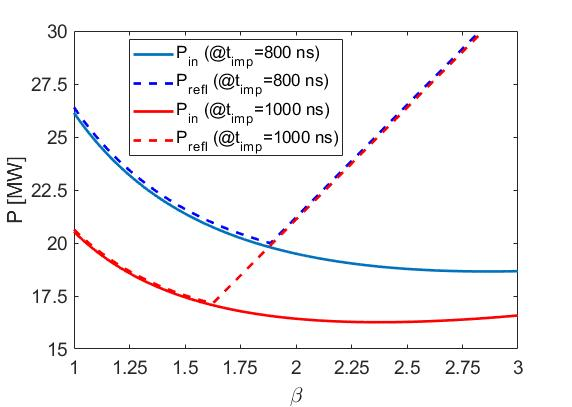 30
27.5
25
22.5
20
17.5
15
P [MW]
P_in (@t_imp=800 ns)
P_refl (@t_imp=800 ns)
P_in (@t_imp=1000 ns)
P_refl (@t_imp=1000 ns)
1 1.25 1.5 1.75 2 2.25 2.5 2.75 3
β